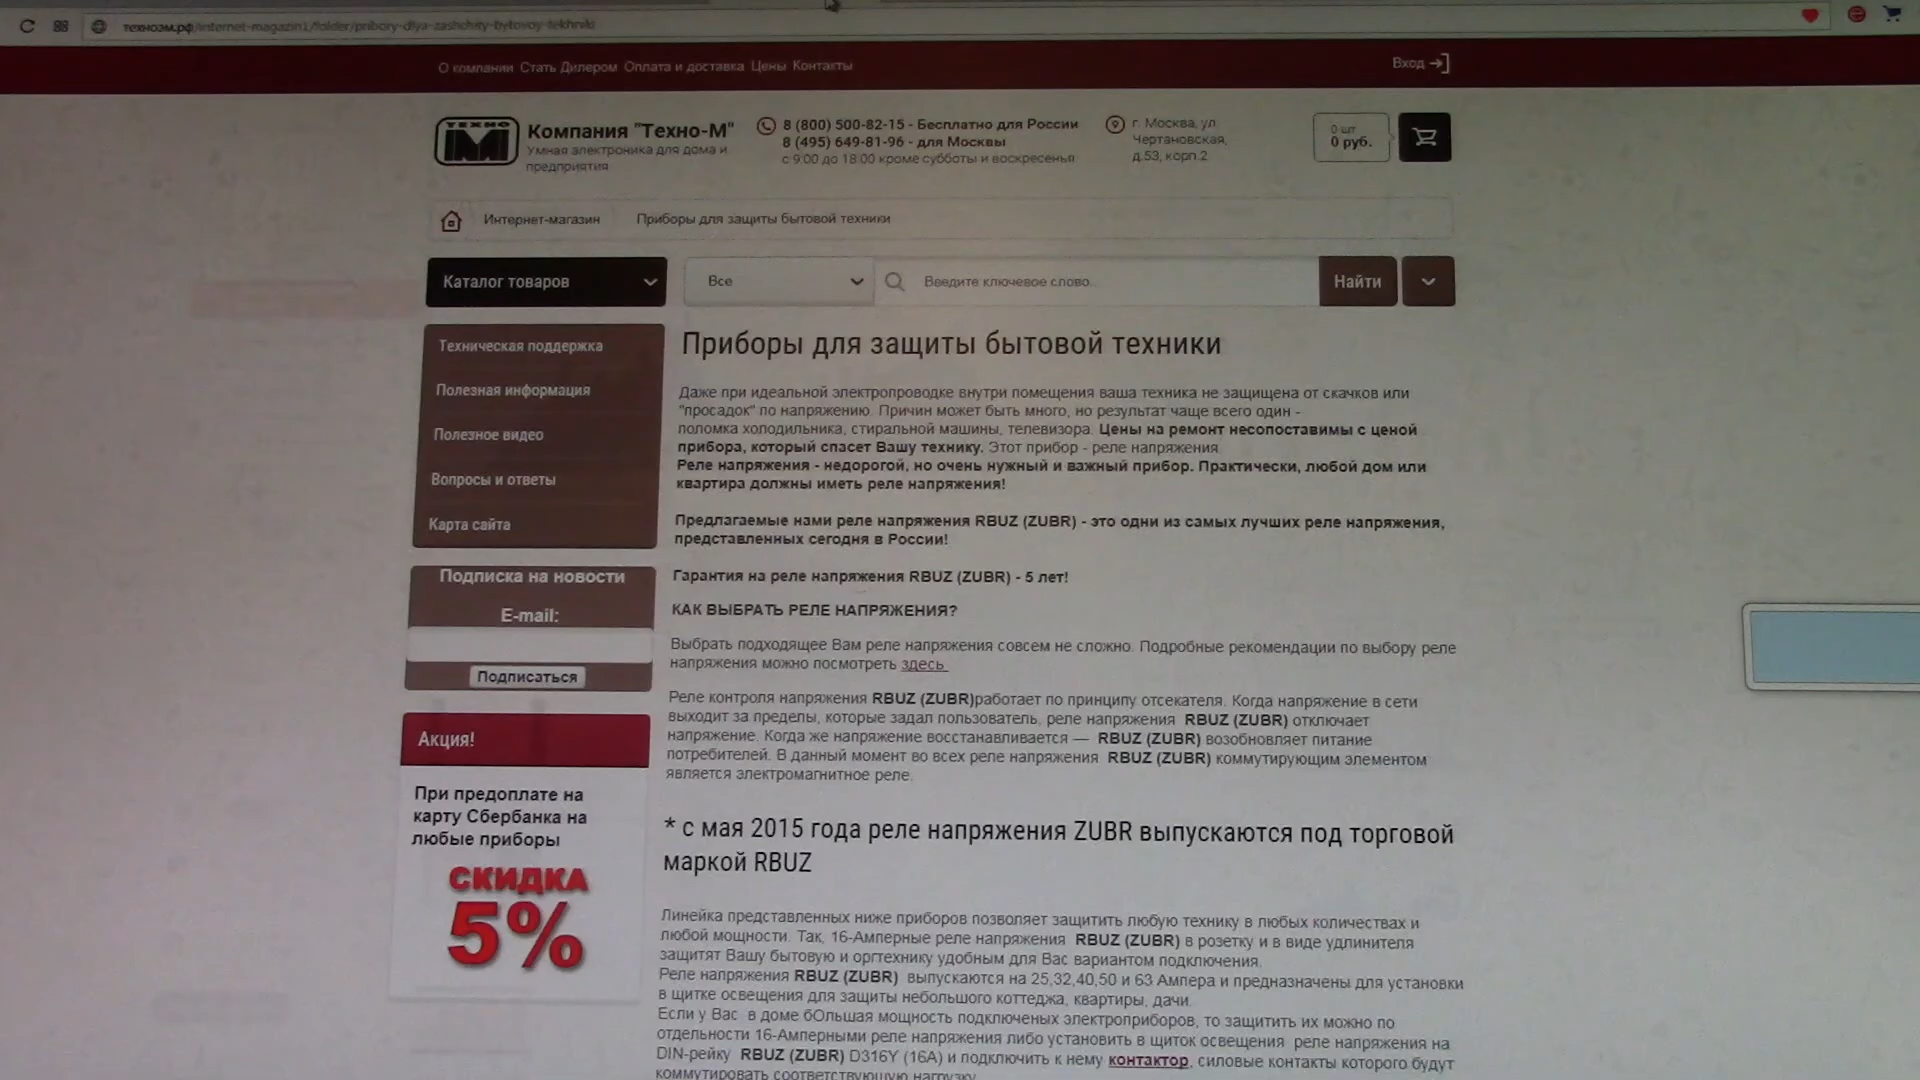 техноэм.рф/internet-magazin1/folder/pribory-dlya-zashchity-bytovoy-tekhniki
О компании Стать Дилером Оплата и доставка Цены Контакты
Вход
ТЕХНО М
Компания "Техно-М"
Умная электроника для дома и
предприятия
8 (800) 500-82-15 - Бесплатно для России
8 (495) 649-81-96 - для Москвы
с 9:00 до 18:00 кроме субботы и воскресенья
г. Москва, ул.
Чертановская,
д.53, корп.2
0 шт.
0 руб.
Интернет-магазин Приборы для защиты бытовой техники
Каталог товаров
Все
Введите ключевое слово..
Найти
Техническая поддержка
Полезная информация
Полезное видео
Вопросы и ответы
Карта сайта
Подписка на новости
E-mail:
Подписаться
Акция!
При предоплате на
карту Сбербанка на
любые приборы
СКИДКА
5%
Приборы для защиты бытовой техники
Даже при идеальной электропроводке внутри помещения ваша техника не защищена от скачков или
"просадок" по напряжению. Причин может быть много, но результат чаще всего один -
поломка холодильника, стиральной машины, телевизора. Цены на ремонт несопоставимы с ценой
прибора, который спасет Вашу технику. Этот прибор - реле напряжения.
Реле напряжения - недорогой, но очень нужный и важный прибор. Практически, любой дом или
квартира должны иметь реле напряжения!
Предлагаемые нами реле напряжения RBUZ (ZUBR) - это одни из самых лучших реле напряжения,
представленных сегодня в России!
Гарантия на реле напряжения RBUZ (ZUBR) - 5 лет!
КАК ВЫБРАТЬ РЕЛЕ НАПРЯЖЕНИЯ?
Выбрать подходящее Вам реле напряжения совсем не сложно. Подробные рекомендации по выбору реле
напряжения можно посмотреть здесь
Реле контроля напряжения RBUZ (ZUBR)работает по принципу отсекателя. Когда напряжение в сети
выходит за пределы, которые задал пользователь, реле напряжения RBUZ (ZUBR) отключает
напряжение. Когда же напряжение восстанавливается — RBUZ (ZUBR) возобновляет питание
потребителей. В данный момент во всех реле напряжения RBUZ (ZUBR) коммутирующим элементом
является электромагнитное реле.
* с мая 2015 года реле напряжения ZUBR выпускаются под торговой
маркой RBUZ
Линейка представленных ниже приборов позволяет защитить любую технику в любых количествах и
любой мощности. Так, 16-Амперные реле напряжения RBUZ (ZUBR) в розетку и в виде удлинителя
защитят Вашу бытовую и оргтехнику удобным для Вас вариантом подключения.
Реле напряжения RBUZ (ZUBR) выпускаются на 25,32,40,50 и 63 Ампера и предназначены для установки
в щитке освещения для защиты небольшого коттеджа, квартиры, дачи.
Если у Вас в доме бОльшая мощность подключеных электроприборов, то защитить их можно по
отдельности 16-Амперными реле напряжения либо установить в щиток освещения реле напряжения на
DIN-рейку RBUZ (ZUBR) D316Y (16А) и подключить к нему контактор, силовые контакты которого будут
коммутировать соответствующую нагрузку.